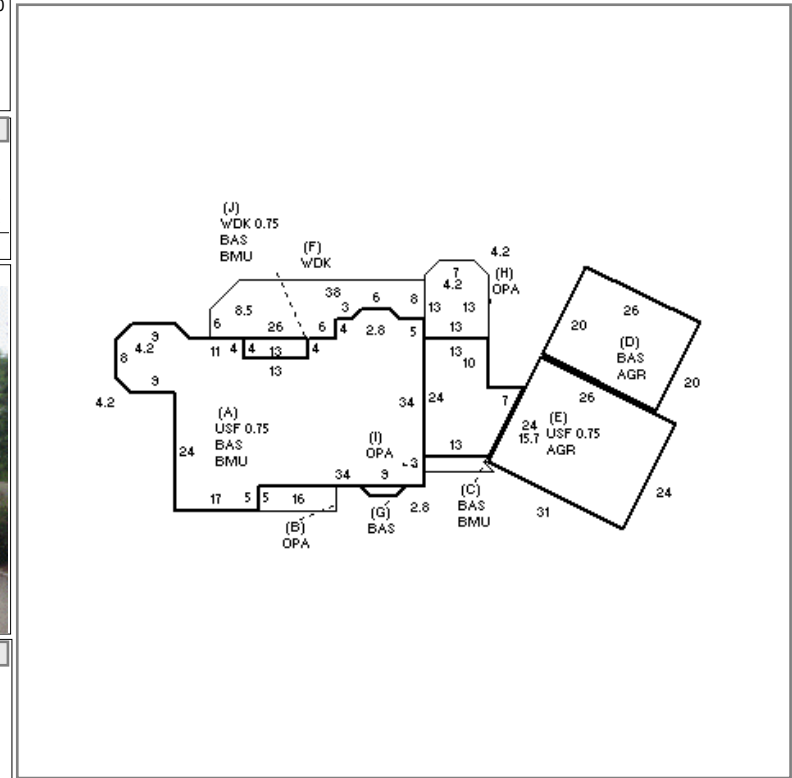 (J)
WDK 0.75
BAS
BMU
(F)
WDK
4.2
7
4.2
(H)
OPA
38
6
8
13 13
8.5
3
26
20
6
26
6
4
2.8
5
13
(D)
BAS
AGR
9
4.2
8
11
4
4
13
4
13
13
10
20
9
4.2
34
24
7
26
(A)
USF 0.75
BAS
BMU
24
15.7
(E)
USF 0.75
AGR
24
(I)
OPA
3
13
34
9
24
17
5
5
16
(B)
OPA
(G)
BAS
2.8
(C)
BAS
BMU
31